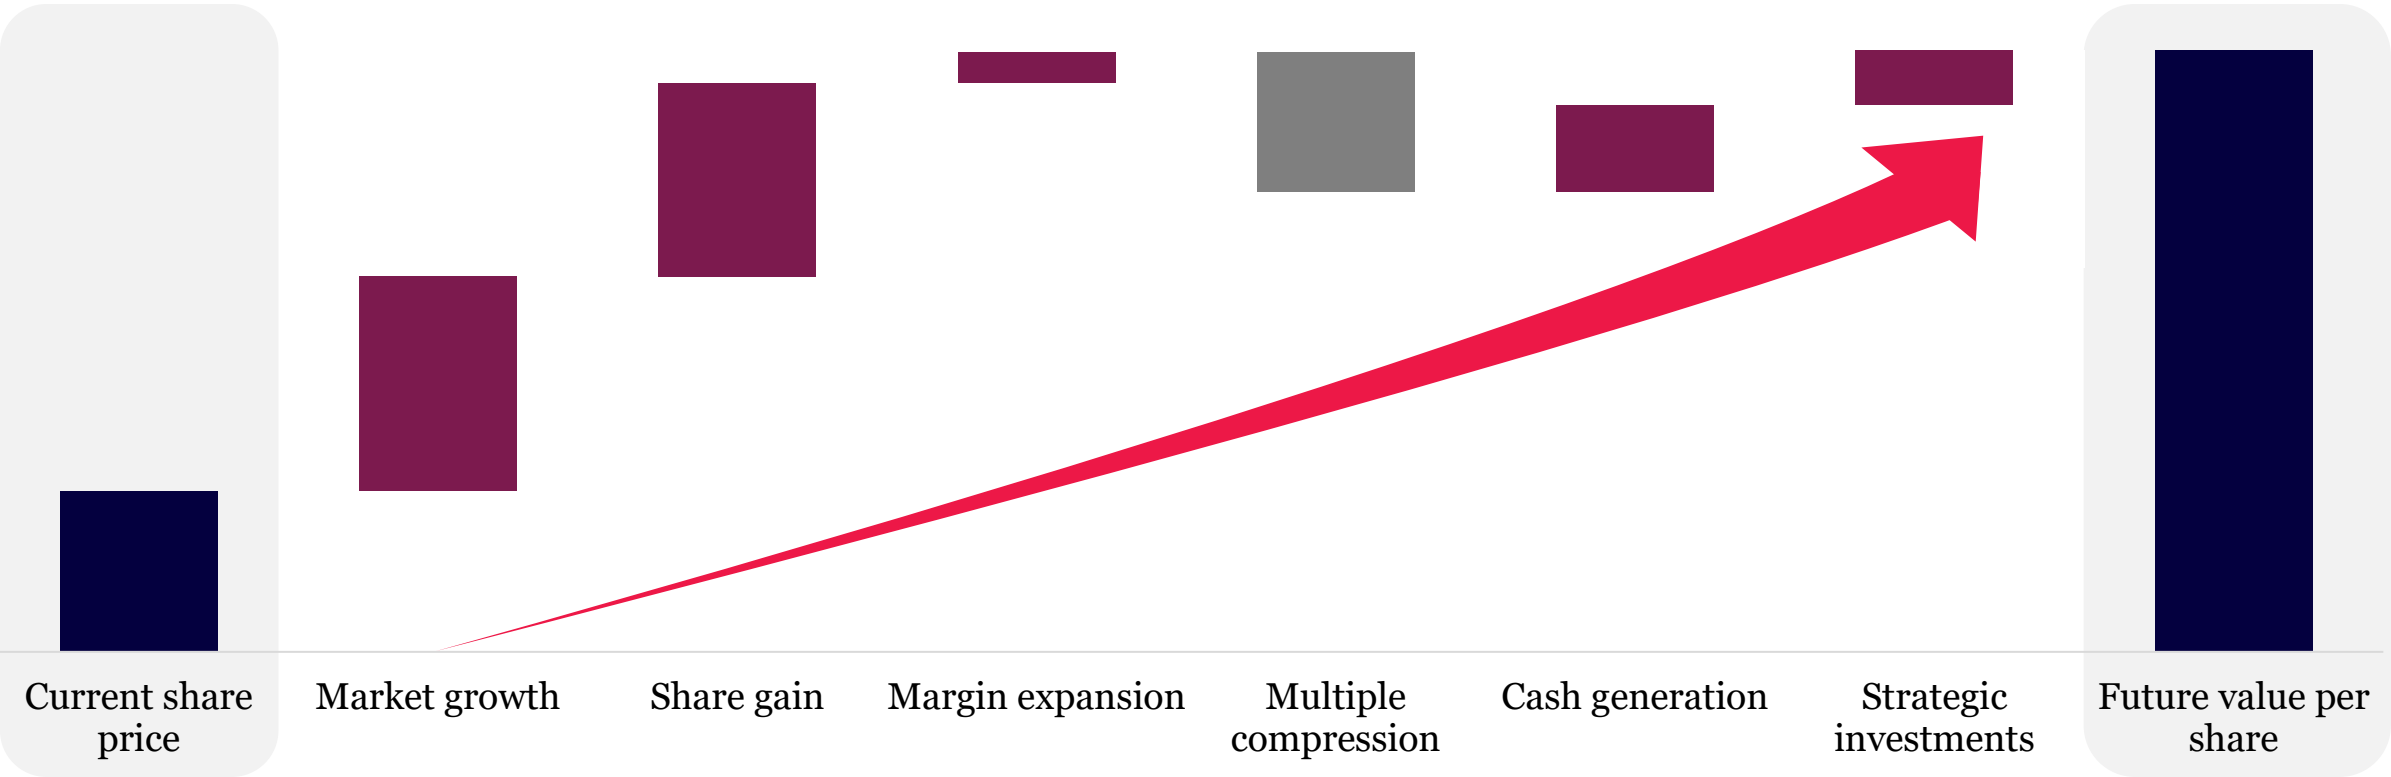 Current share
price
Market growth
Share gain
Margin expansion
Multiple
compression
Cash generation
Strategic
investments
Future value per
share